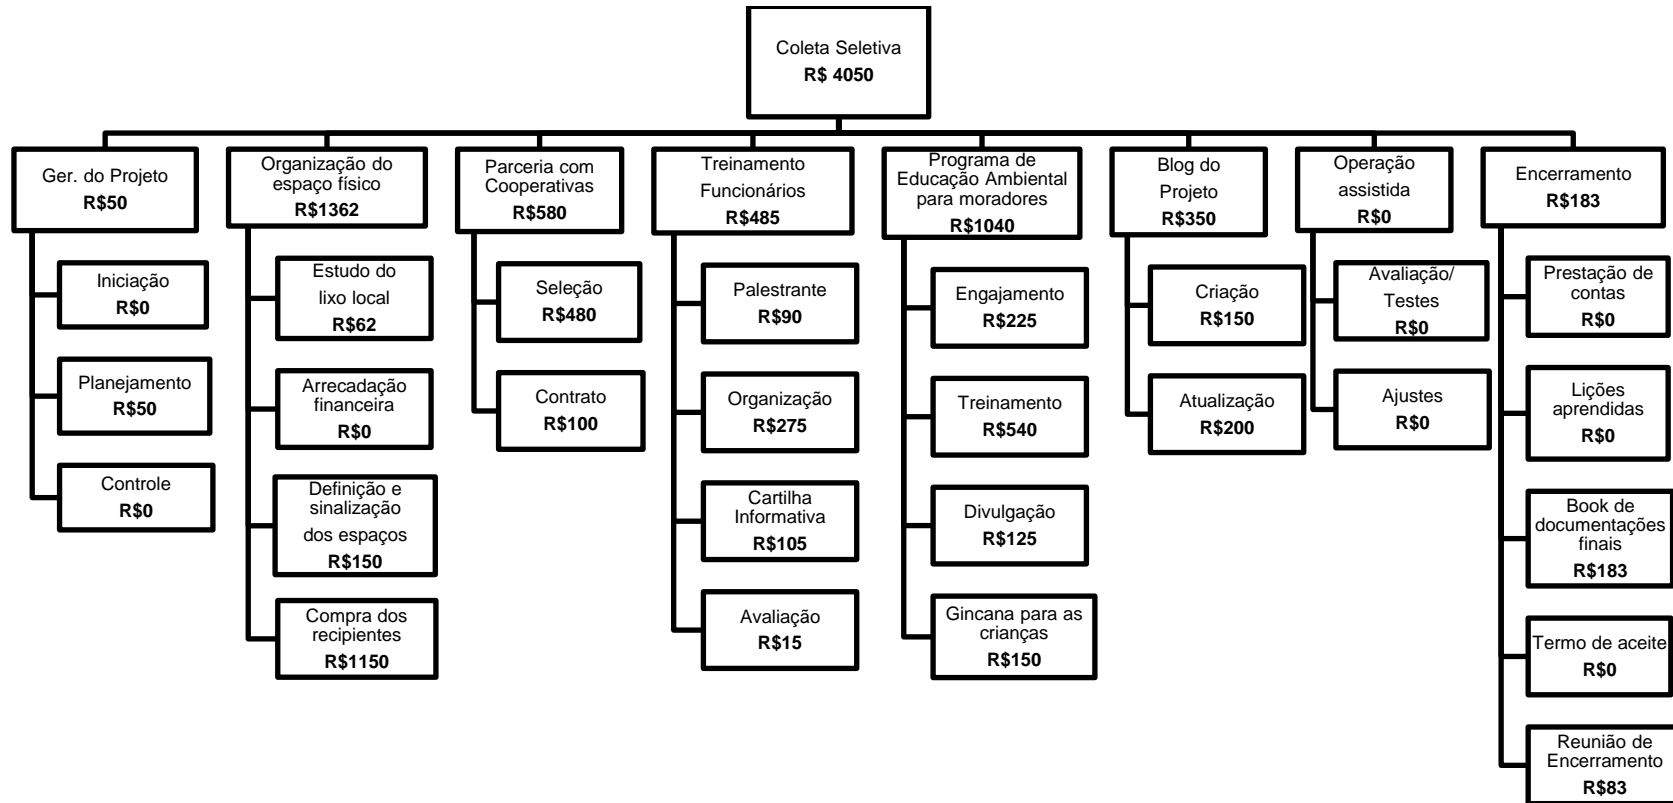 Coleta Seletiva
R$ 4050
Ger. do Projeto
R$50
Iniciação
R$0
Planejamento
R$50
Controle
R$0
Organização do
espaço físico
R$1362
Estudo do
lixo local
R$62
Arrecadação
financeira
R$0
Definição e
sinalização
dos espaços
R$150
Compra dos
recipientes
R$1150
Parceria com
Cooperativas
R$580
Seleção
R$480
Contrato
R$100
Treinamento
Funcionários
R$485
Palestrante
R$90
Organização
R$275
Cartilha
Informativa
R$105
Avaliação
R$15
Programa de
Educação Ambiental
para moradores
R$1040
Engajamento
R$225
Treinamento
R$540
Divulgação
R$125
Gincana para as
crianças
R$150
Blog do
Projeto
R$350
Criação
R$150
Atualização
R$200
Operação
assistida
R$0
Avaliação/
Testes
R$0
Ajustes
R$0
Encerramento
R$183
Prestação de
contas
R$0
Lições
aprendidas
R$0
Book de
documentações
finais
R$183
Termo de aceite
R$0
Reunião de
Encerramento
R$83